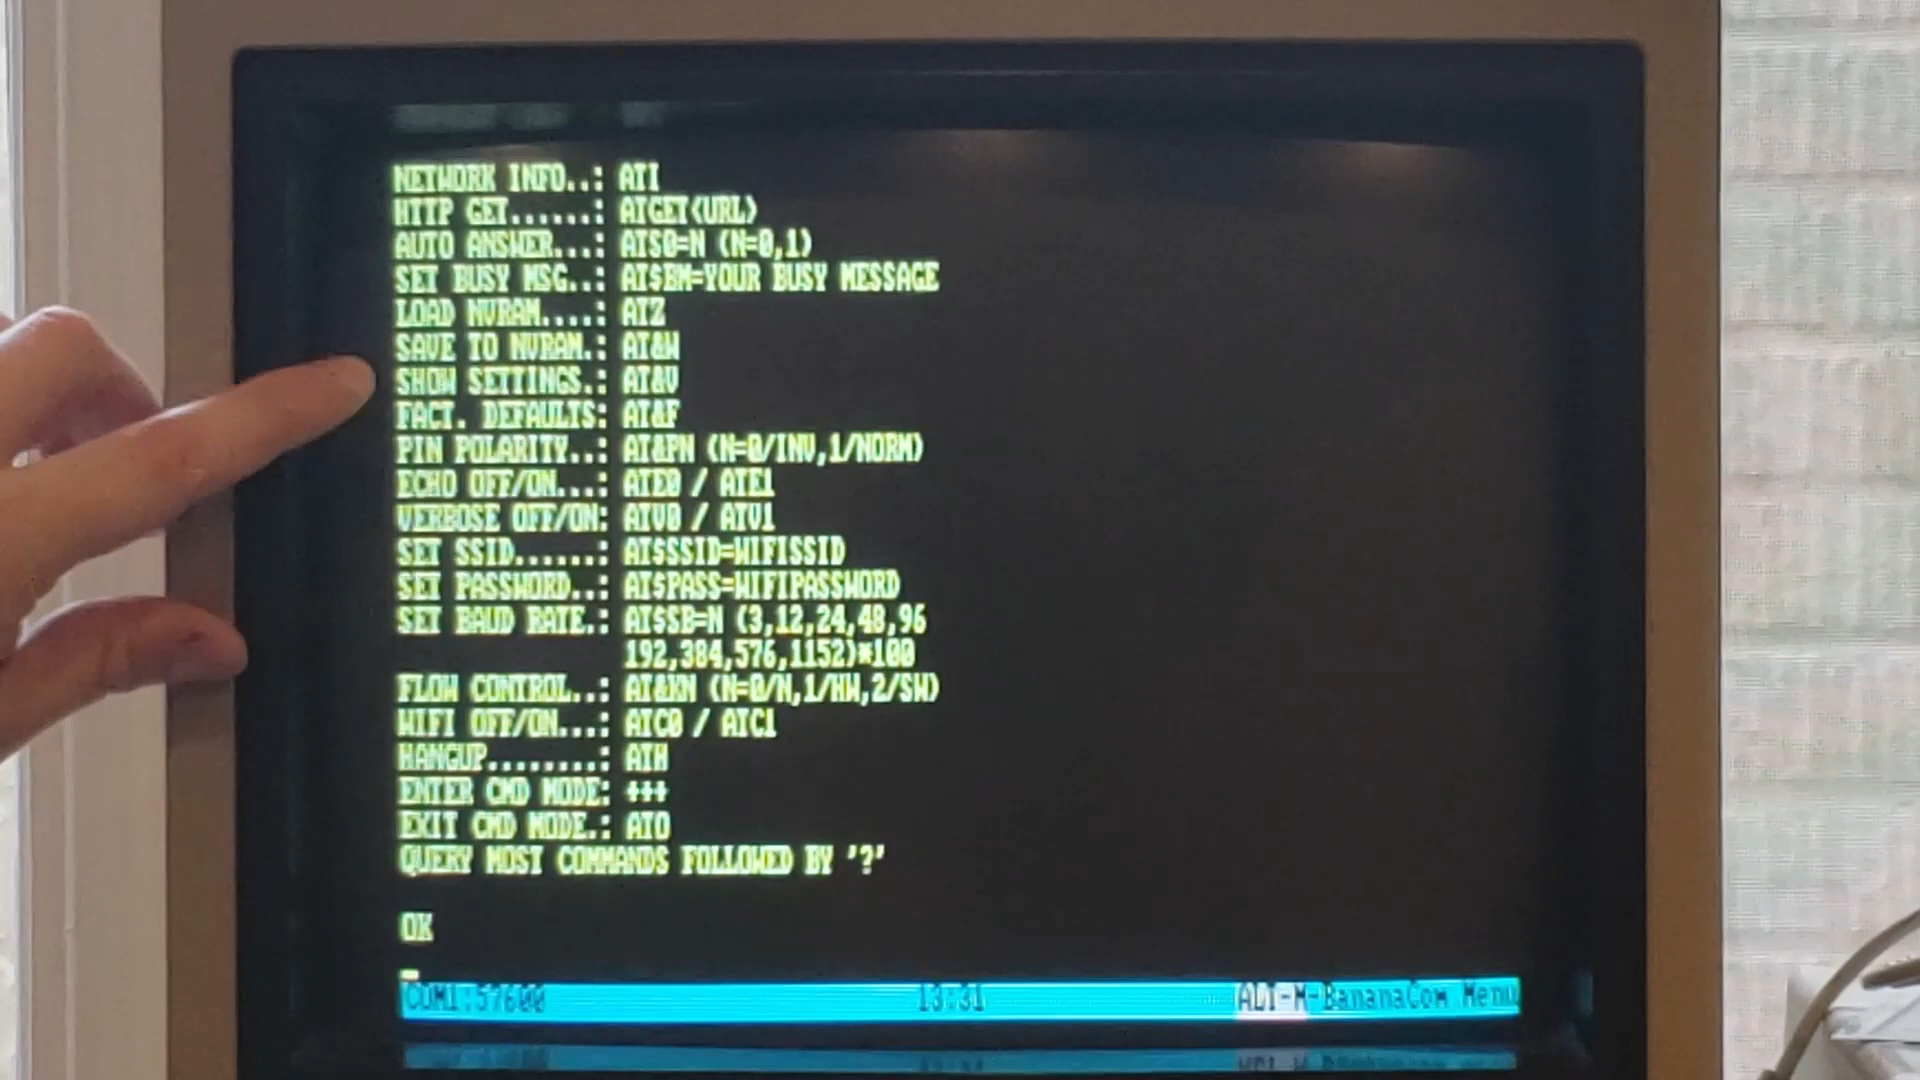 NETWORK INFO..: ATI
HTTP GET......: ATGET<URL>
AUTO ANSWER...: ATS0=N (N=0,1)
SET BUSY MSG..: AT$BM=YOUR BUSY MESSAGE
LOAD NVRAM....: ATZ
SAVE TO NVRAM.: AT&W
SHOW SETTINGS.: AT&V
FACT. DEFAULTS: AT&F
PIN POLARITY..: AT&PN (N=0/INV,1/NORM)
ECHO OFF/ON...: ATE0 / ATE1
VERBOSE OFF/ON: ATV0 / ATV1
SET SSID......: AT$SSID=WIFISSID
SET PASSWORD..: AT$PASS=WIFIPASSWORD
SET BAUD RATE.: AT$SB=N (3,12,24,48,96
192,384,576,1152)*100
FLOW CONTROL..: AT&KN (N=0/N,1/HW,2/SW)
WIFI OFF/ON...: ATC0 / ATC1
HANGUP........: ATH
ENTER CMD MODE: +++
EXIT CMD MODE.: ATO
QUERY MOST COMMANDS FOLLOWED BY '?'
OK
COM1:57600 13:31 ALT-M-BananaCom Menu